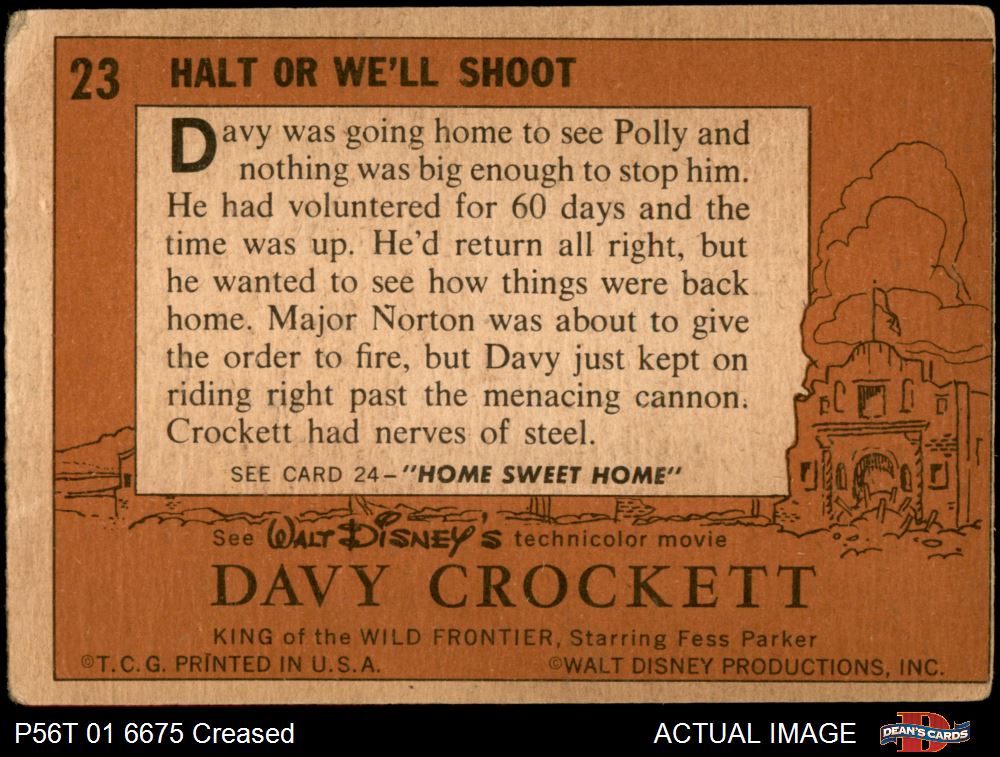 23 HALT OR WE'LL SHOOT
Davy was going home to see Polly and
nothing was big enough to stop him.
He had voluntered for 60 days and the
time was up. He'd return all right, but
he wanted to see how things were back
home. Major Norton was about to give
the order to fire, but Davy just kept on
riding right past the menacing cannon.
Crockett had nerves of steel.
SEE CARD 24–"HOME SWEET HOME"
See WALT DISNEY'S technicolor movie
DAVY CROCKETT
KING of the WILD FRONTIER, Starring Fess Parker
©T.C.G. PRINTED IN U.S.A. ©WALT DISNEY PRODUCTIONS, INC.
P56T 01 6675 Creased ACTUAL IMAGE DEAN'S CARDS